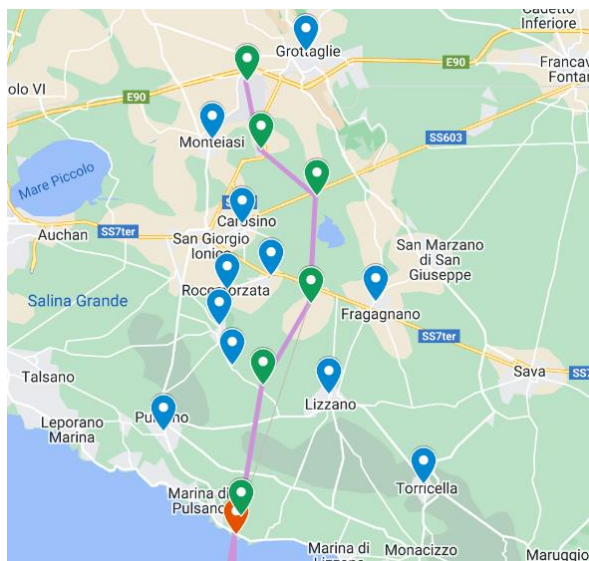 Cadetto
Inferiore
Grottaglie
E90
Francav
Fontan
olo VI
E90
Monteiasi
SS603
Mare Piccolo
Carosino
Auchan
SS7ter
San Giorgio
Ionico
San Marzano
di San
Giuseppe
Salina Grande
Fragagnano
SS7ter
Talsano
Sava
SS7
Lizzano
Leporano
Marina
Marina di
Pulsano
Torricella
Marina di
Monacizzo
Maruggio